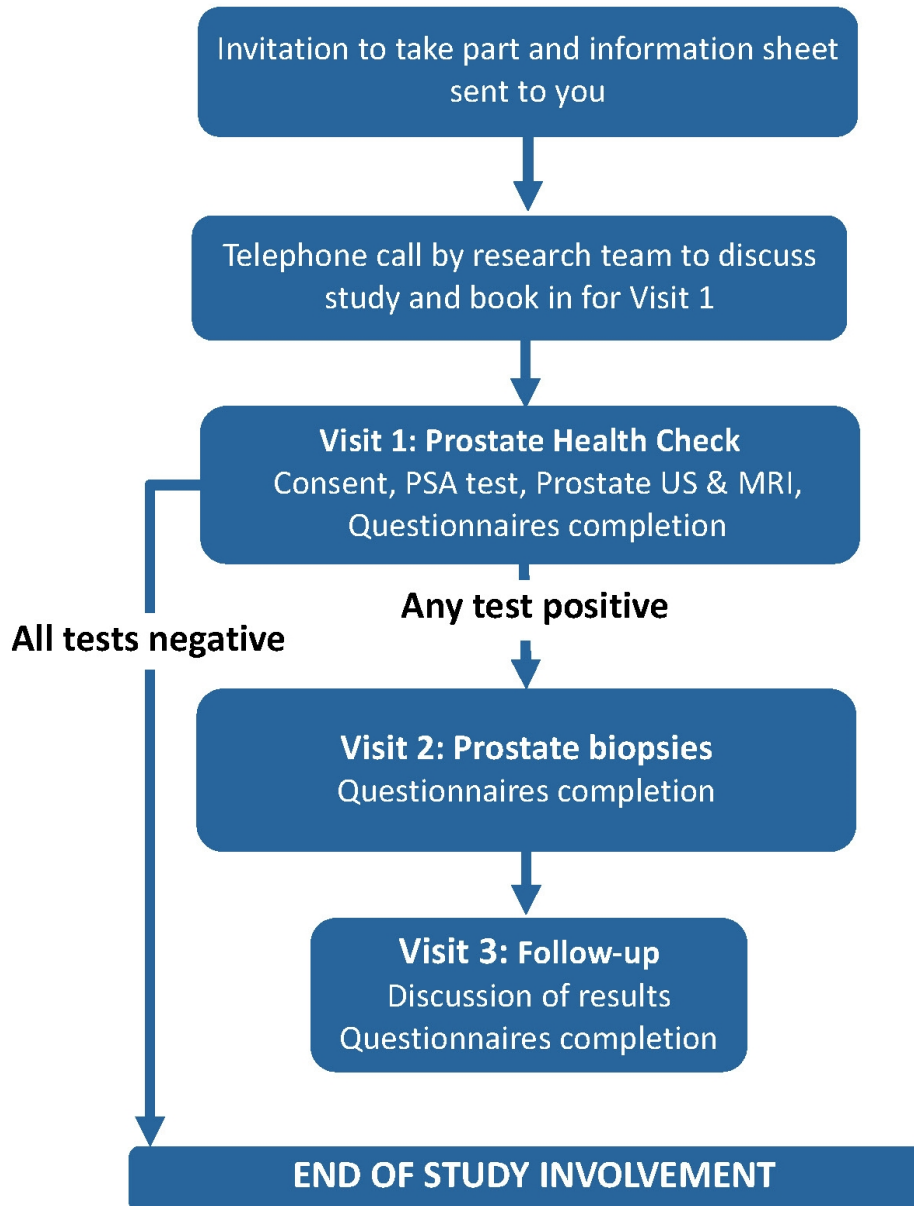 Invitation to take part and information sheet
sent to you
Telephone call by research team to discuss
study and book in for Visit 1
Visit 1: Prostate Health Check
Consent, PSA test, Prostate US & MRI,
Questionnaires completion
Any test positive
All tests negative
Visit 2: Prostate biopsies
Questionnaires completion
Visit 3: Follow-up
Discussion of results
Questionnaires completion
END OF STUDY INVOLVEMENT